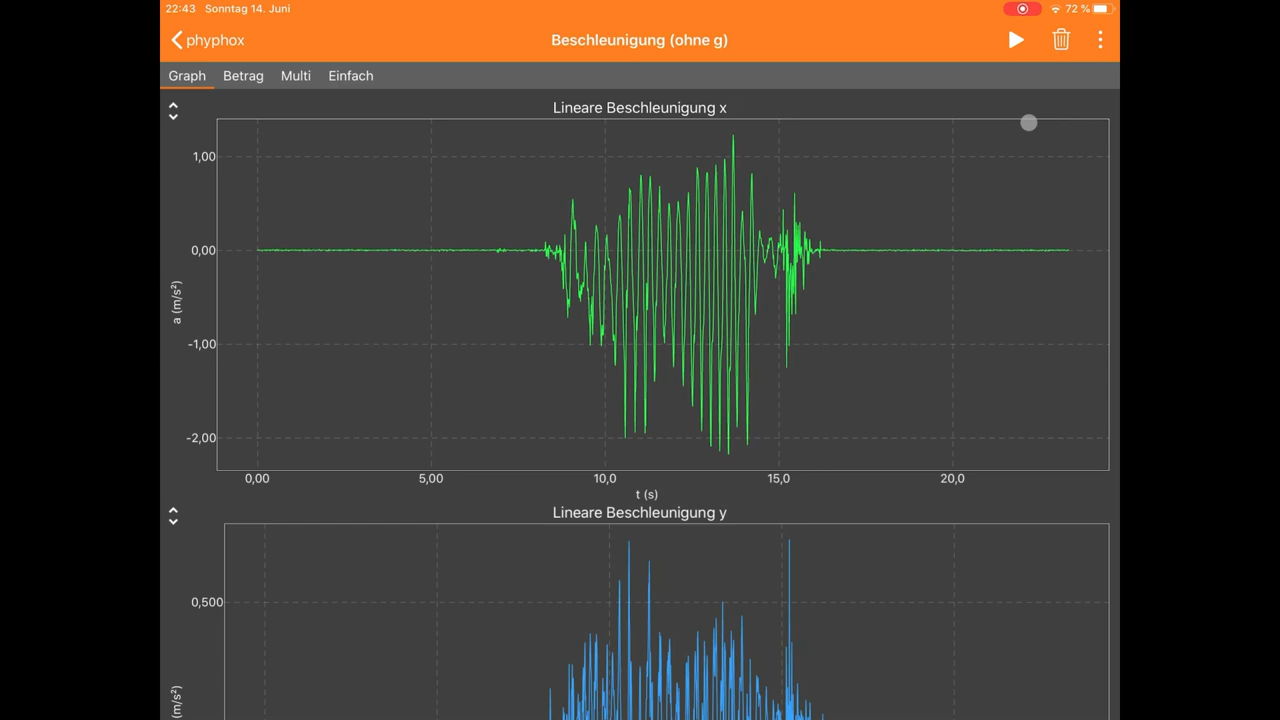 22:43 Sonntag 14. Juni 72 %
phyphox Beschleunigung (ohne g)
Graph Betrag Multi Einfach
Lineare Beschleunigung x
1,00
0,00
-1,00
-2,00
a (m/s²)
0,00 5,00 10,0 15,0 20,0
t (s)
Lineare Beschleunigung y
0,500
(m/s²)